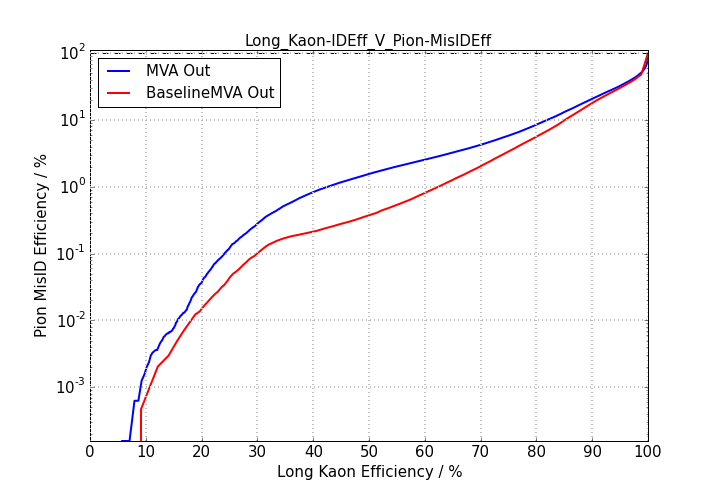 Long_Kaon-IDEff_V_Pion-MisIDEff
MVA Out
BaselineMVA Out
Pion MisID Efficiency / %
10²
10¹
10⁰
10⁻¹
10⁻²
10⁻³
0 10 20 30 40 50 60 70 80 90 100
Long Kaon Efficiency / %